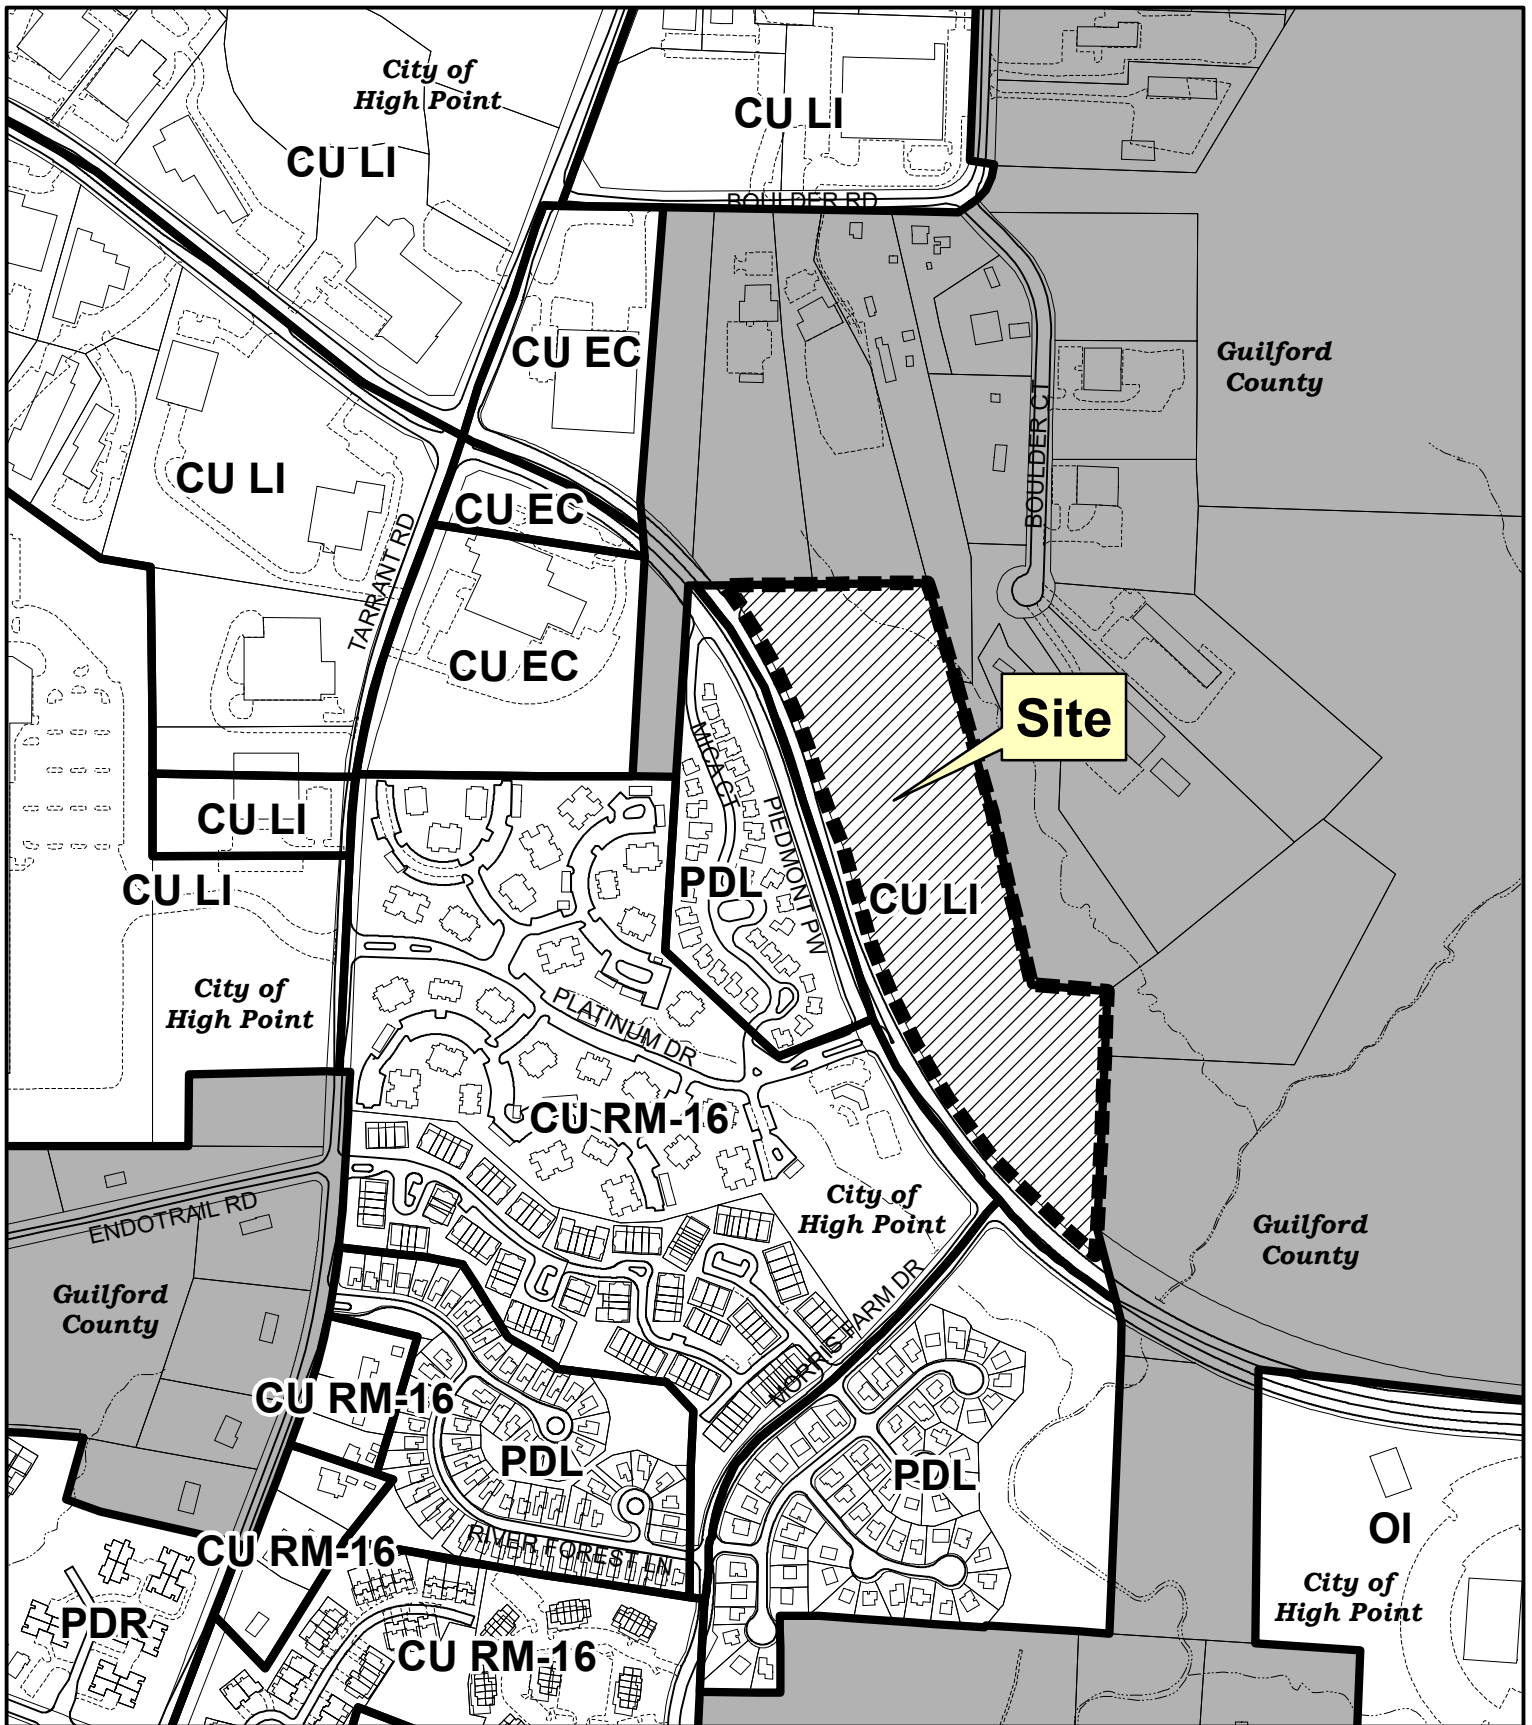 City of
High Point
CU LI
CU LI
BOULDER RD
CU EC
Guilford
County
BOULDER CT
CU LI
CU EC
TARRANT RD
CU EC
Site
MICA CT
PIEDMONT PW
CU LI
PDL
CU LI
CU LI
City of
High Point
PLATINUM DR
CU RM-16
City of
High Point
ENDOTRAIL RD
Guilford
County
Guilford
County
MORRIS FARM DR
CU RM-16
PDL
PDL
OI
CU RM-16
RIVER FOREST LN
City of
High Point
PDR
CU RM-16